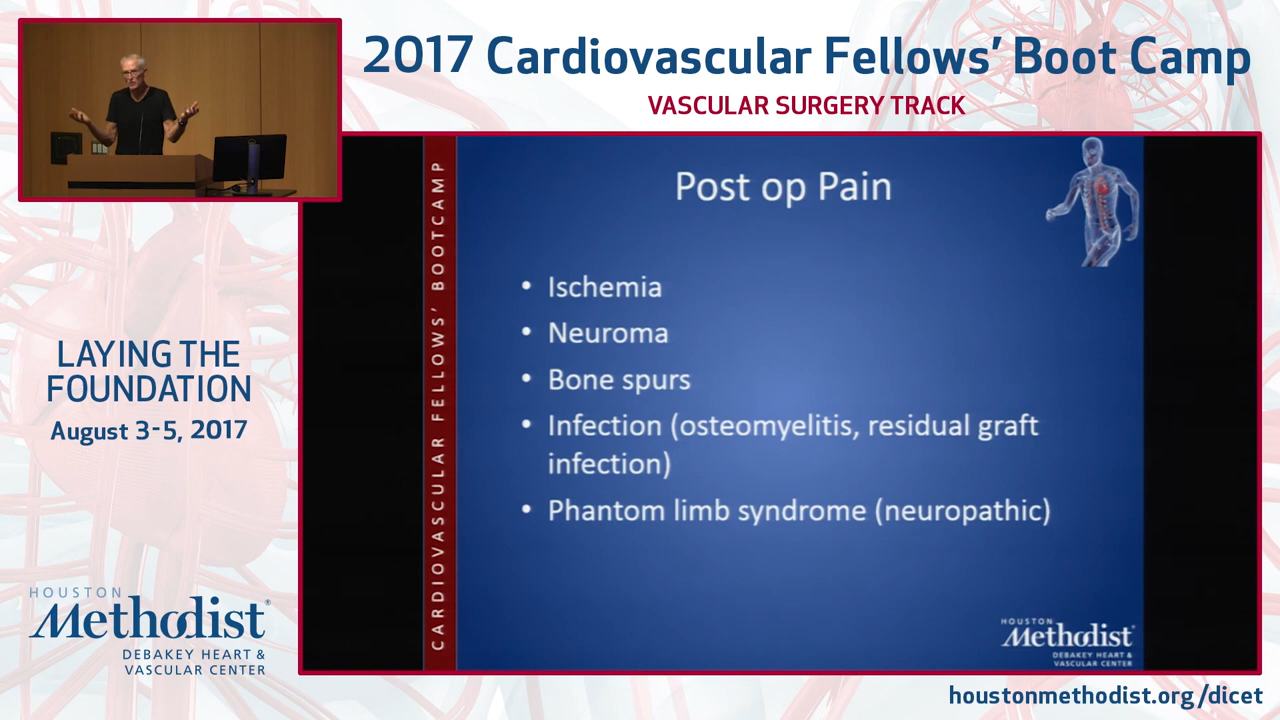 2017 Cardiovascular Fellows’ Boot Camp
VASCULAR SURGERY TRACK
CARDIOVASCULAR FELLOWS’ BOOTCAMP
Post op Pain
• Ischemia
• Neuroma
• Bone spurs
• Infection (osteomyelitis, residual graft
infection)
• Phantom limb syndrome (neuropathic)
HOUSTON
Methodist
DEBAKEY HEART &
VASCULAR CENTER
LAYING THE
FOUNDATION
August 3-5, 2017
HOUSTON
Methodist®
DEBAKEY HEART &
VASCULAR CENTER
houstonmethodist.org/dicet